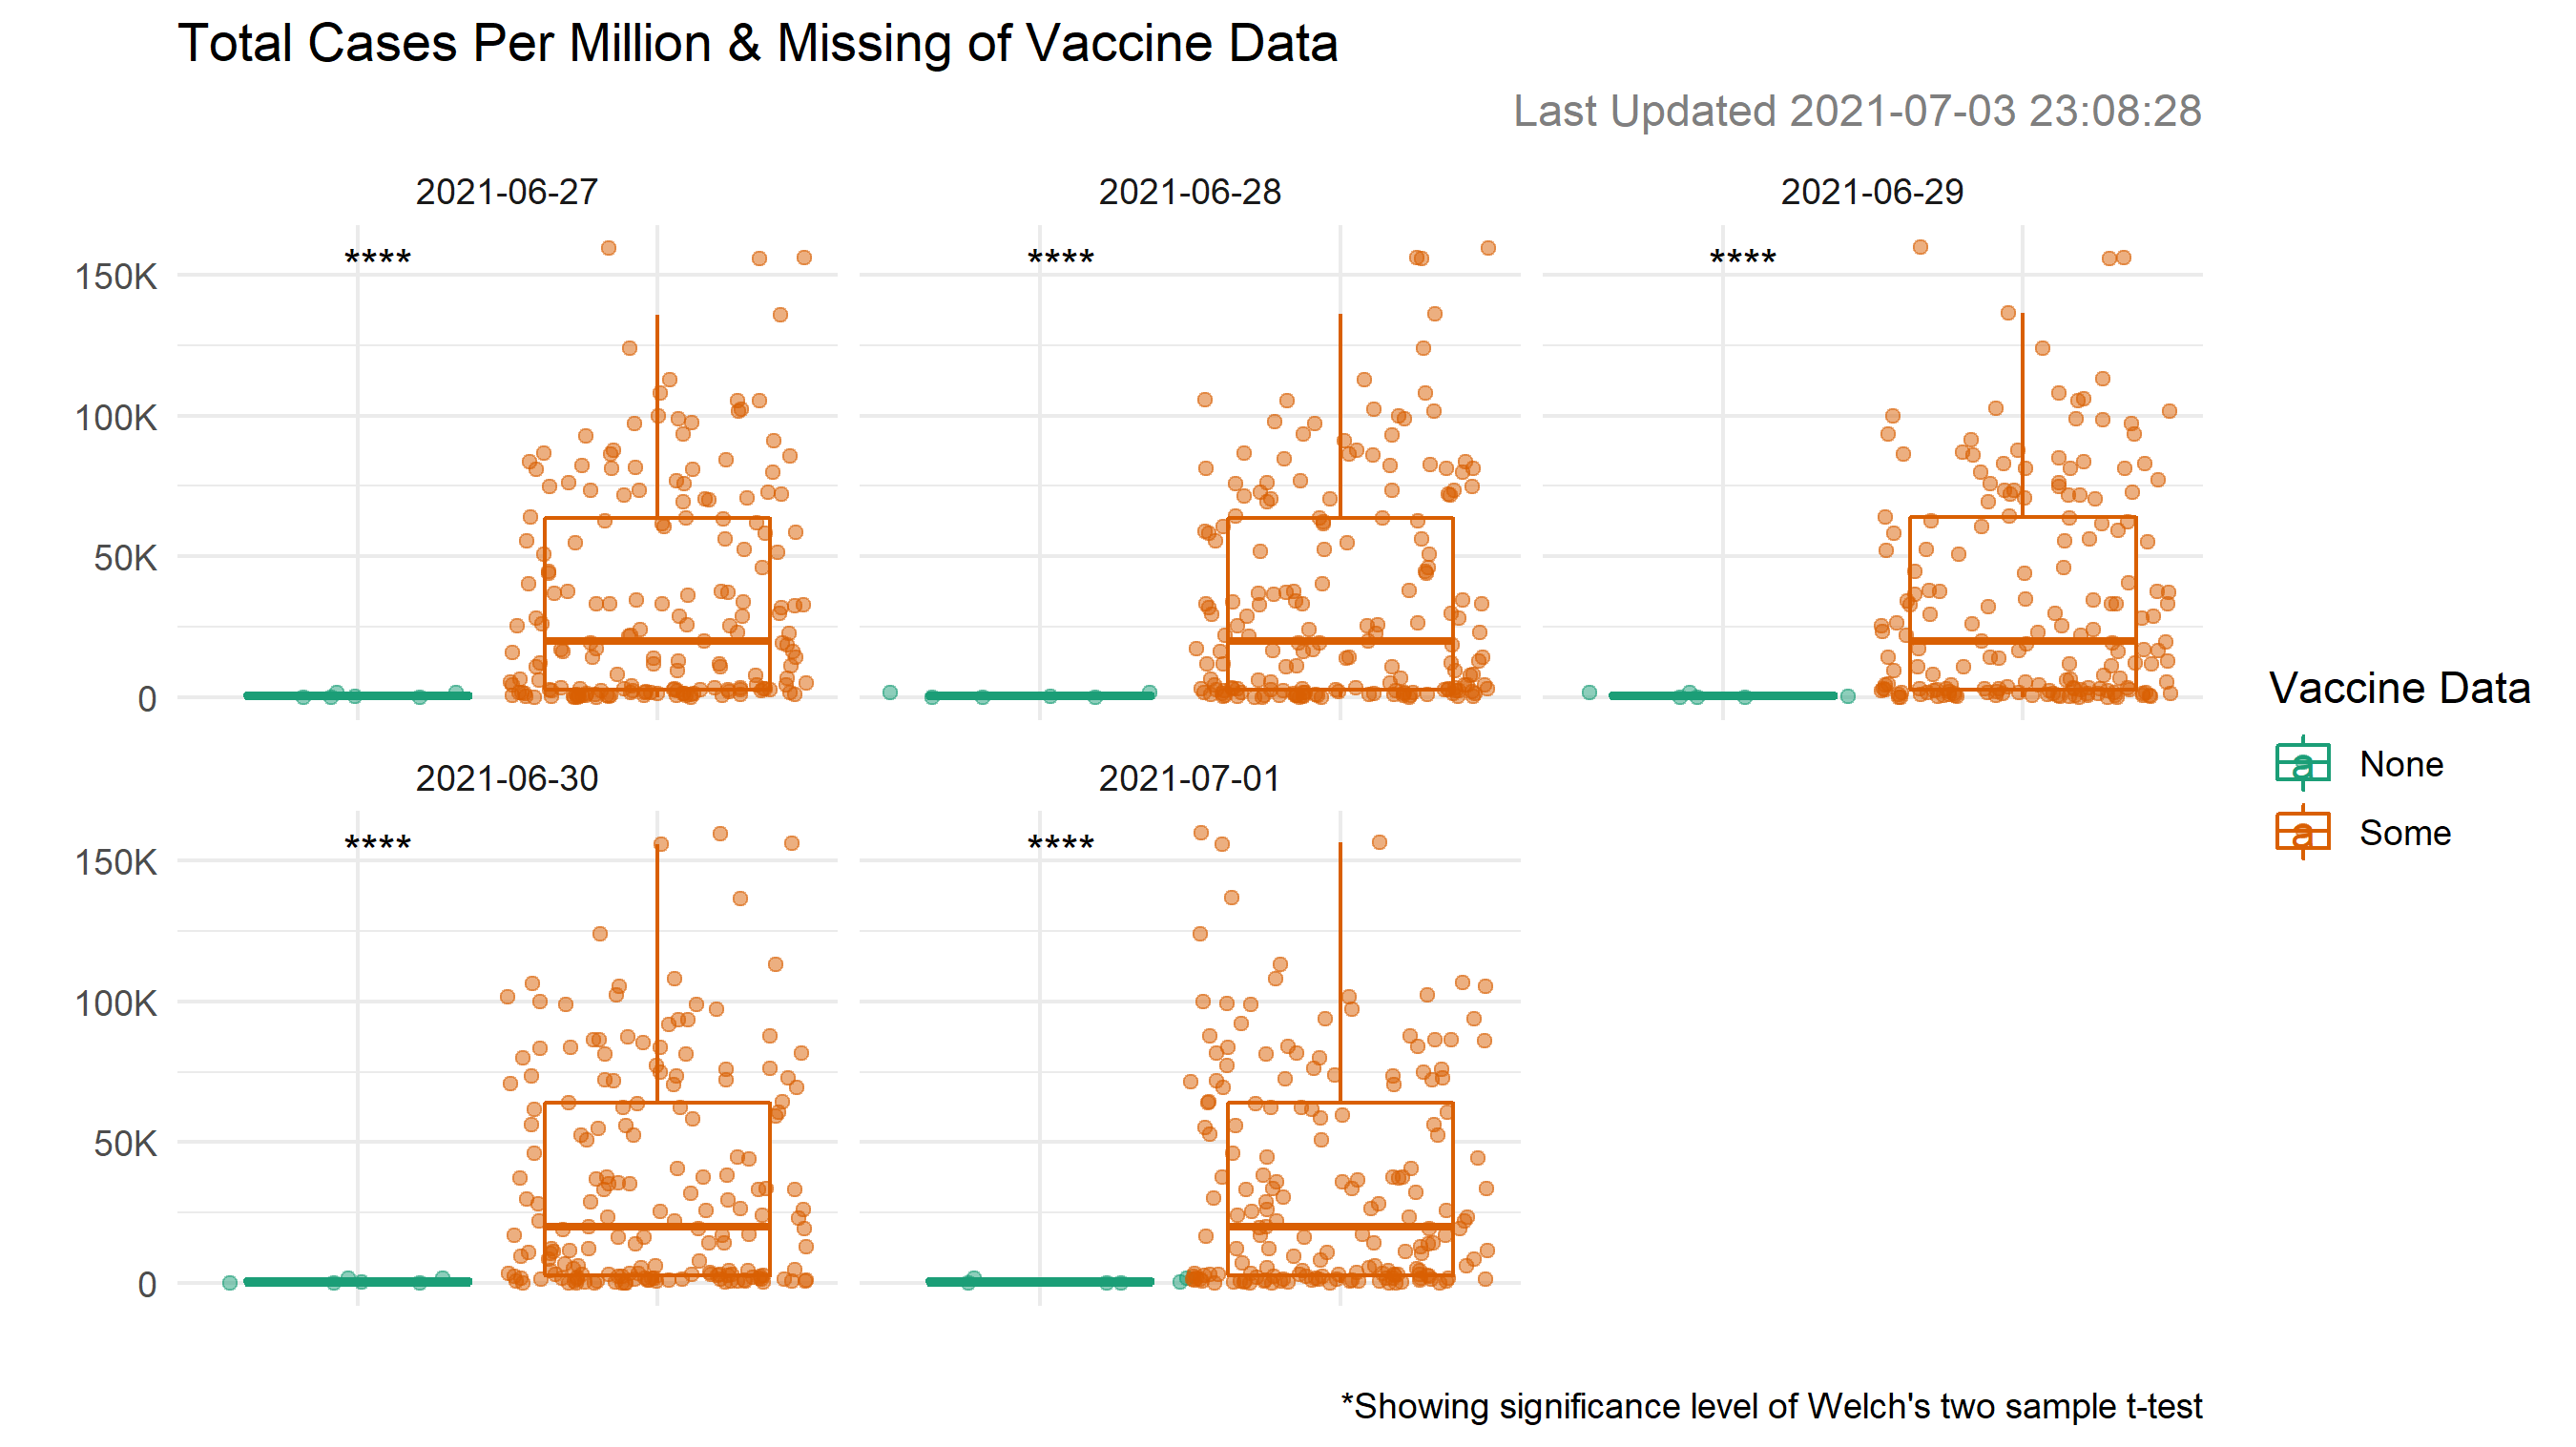 Total Cases Per Million & Missing of Vaccine Data
Last Updated 2021-07-03 23:08:28
2021-06-27
2021-06-28
2021-06-29
****
****
****
150K
100K
50K
0
2021-06-30
2021-07-01
****
****
150K
100K
50K
0
Vaccine Data
a None
a Some
*Showing significance level of Welch's two sample t-test